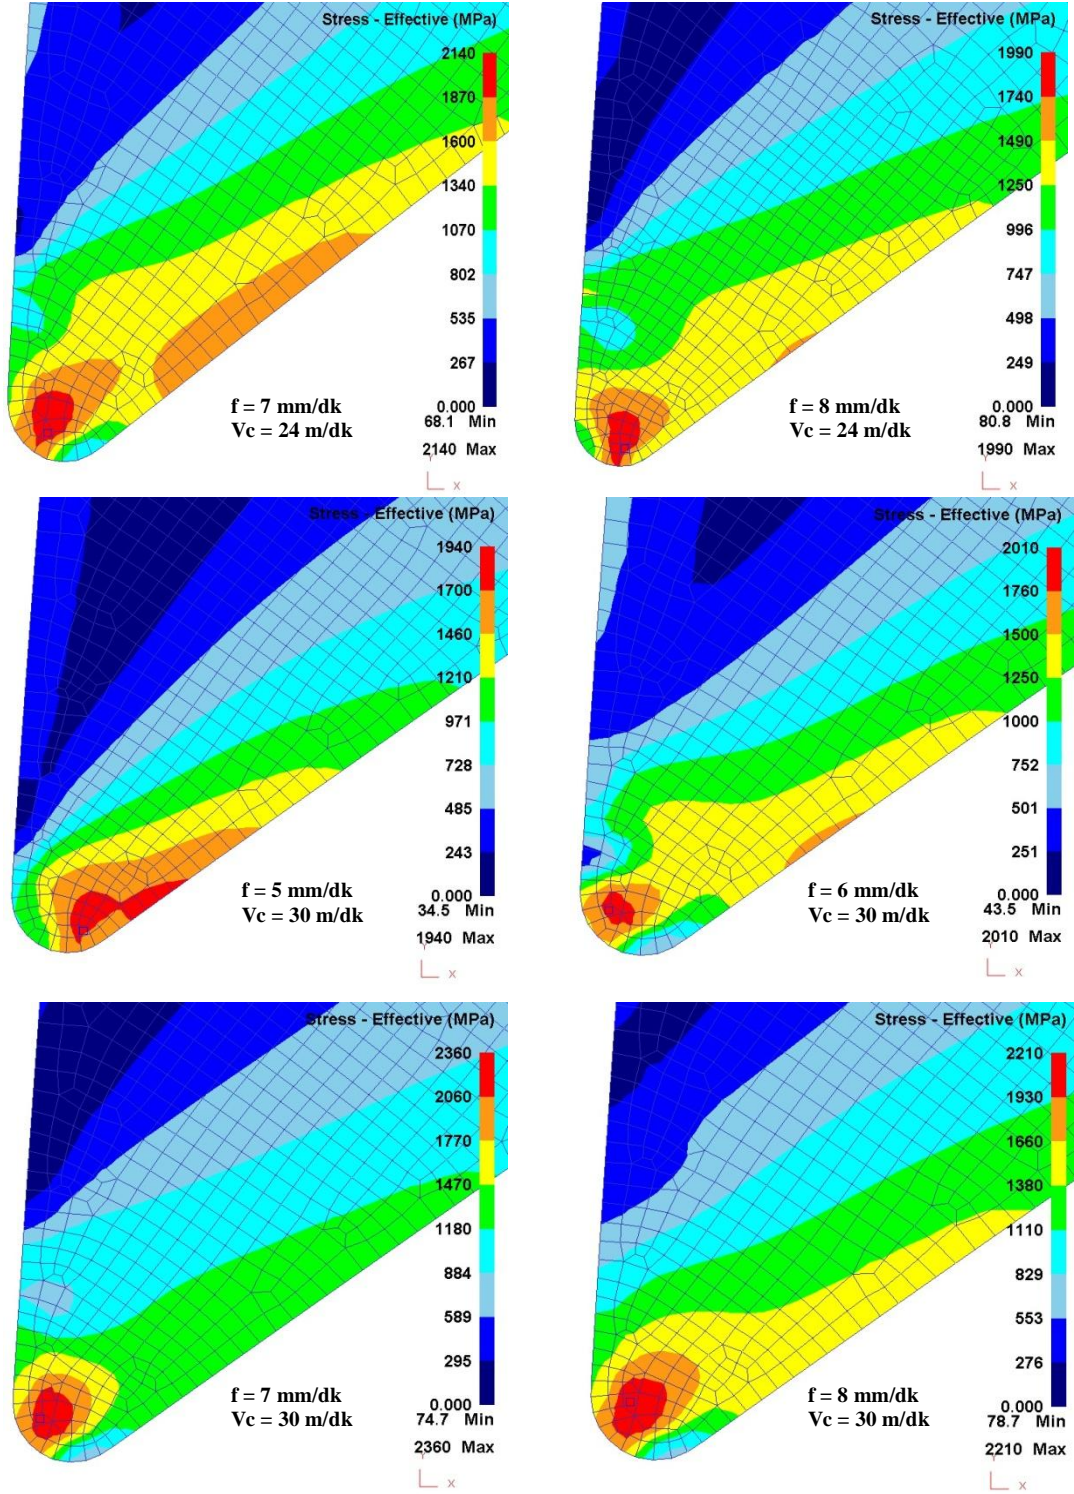 Stress - Effective (MPa)
2140
1870
1600
1340
1070
802
535
267
0.000
68.1 Min
2140 Max
f = 7 mm/dk
Vc = 24 m/dk
X
Stress - Effective (MPa)
1990
1740
1490
1250
996
747
498
249
0.000
80.8 Min
1990 Max
f = 8 mm/dk
Vc = 24 m/dk
X
Stress - Effective (MPa)
1940
1700
1460
1210
971
728
485
243
0.000
34.5 Min
1940 Max
f = 5 mm/dk
Vc = 30 m/dk
X
Stress - Effective (MPa)
2010
1760
1500
1250
1000
752
501
251
0.000
43.5 Min
2010 Max
f = 6 mm/dk
Vc = 30 m/dk
X
Stress - Effective (MPa)
2360
2060
1770
1470
1180
884
589
295
0.000
74.7 Min
2360 Max
f = 7 mm/dk
Vc = 30 m/dk
X
Stress - Effective (MPa)
2210
1930
1660
1380
1110
829
553
276
0.000
78.7 Min
2210 Max
f = 8 mm/dk
Vc = 30 m/dk
X